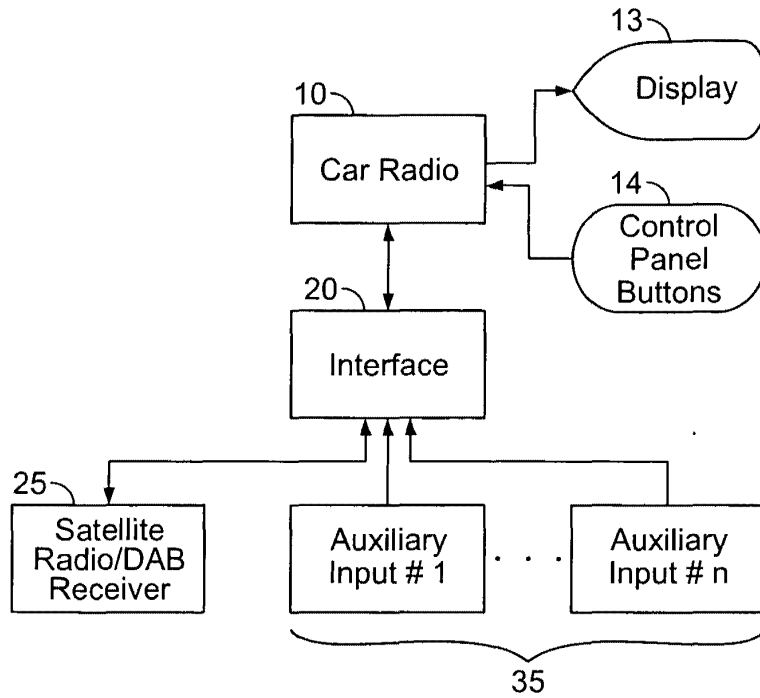 13
Display
10
Car Radio
14
Control
Panel
Buttons
20
Interface
25
Satellite
Radio/DAB
Receiver
Auxiliary
Input # 1
. . .
Auxiliary
Input # n
35